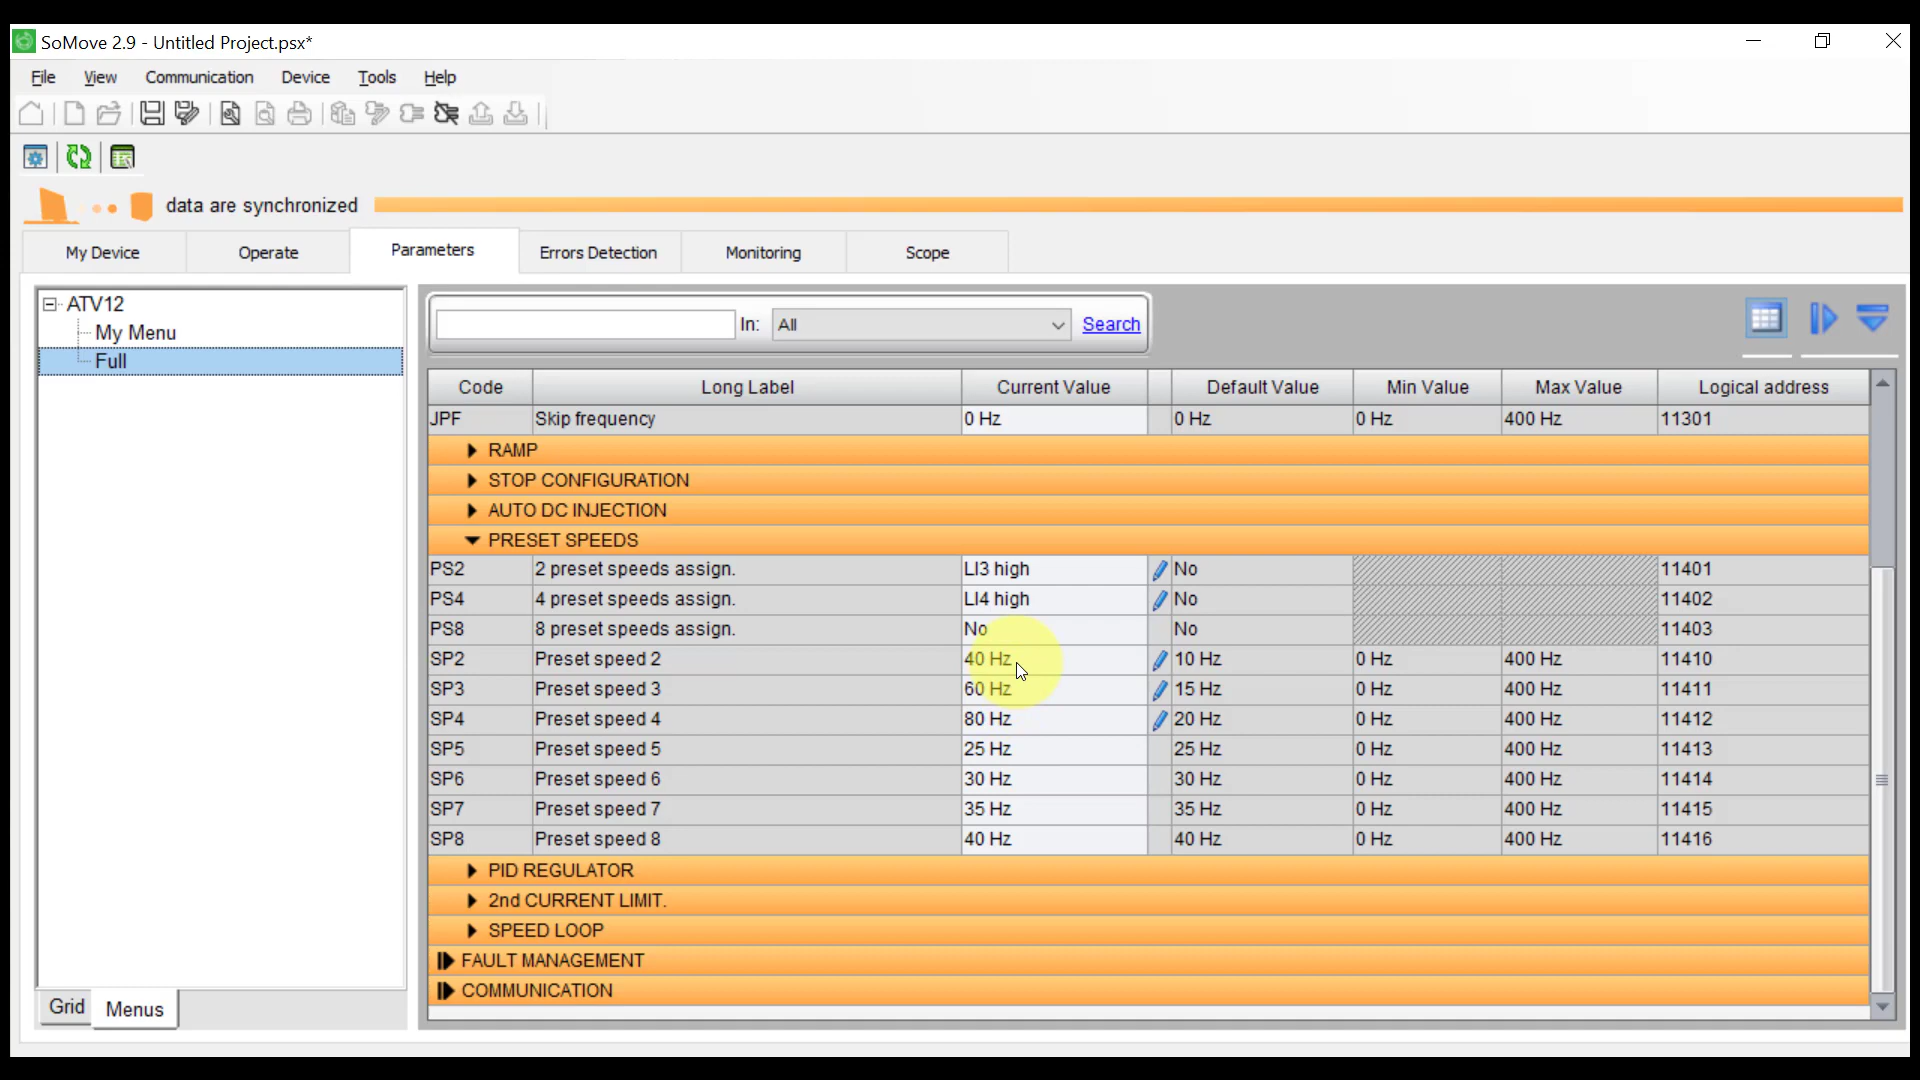 SoMove 2.9 - Untitled Project.psx*
File View Communication Device Tools Help
data are synchronized
My Device Operate Parameters Errors Detection Monitoring Scope
ATV12
My Menu
Full
In: All Search
Code Long Label Current Value Default Value Min Value Max Value Logical address
JPF Skip frequency 0 Hz 0 Hz 0 Hz 400 Hz 11301
RAMP
STOP CONFIGURATION
AUTO DC INJECTION
PRESET SPEEDS
PS2 2 preset speeds assign. LI3 high No 11401
PS4 4 preset speeds assign. LI4 high No 11402
PS8 8 preset speeds assign. No No 11403
SP2 Preset speed 2 40 Hz 10 Hz 0 Hz 400 Hz 11410
SP3 Preset speed 3 60 Hz 15 Hz 0 Hz 400 Hz 11411
SP4 Preset speed 4 80 Hz 20 Hz 0 Hz 400 Hz 11412
SP5 Preset speed 5 25 Hz 25 Hz 0 Hz 400 Hz 11413
SP6 Preset speed 6 30 Hz 30 Hz 0 Hz 400 Hz 11414
SP7 Preset speed 7 35 Hz 35 Hz 0 Hz 400 Hz 11415
SP8 Preset speed 8 40 Hz 40 Hz 0 Hz 400 Hz 11416
PID REGULATOR
2nd CURRENT LIMIT.
SPEED LOOP
FAULT MANAGEMENT
COMMUNICATION
Grid Menus